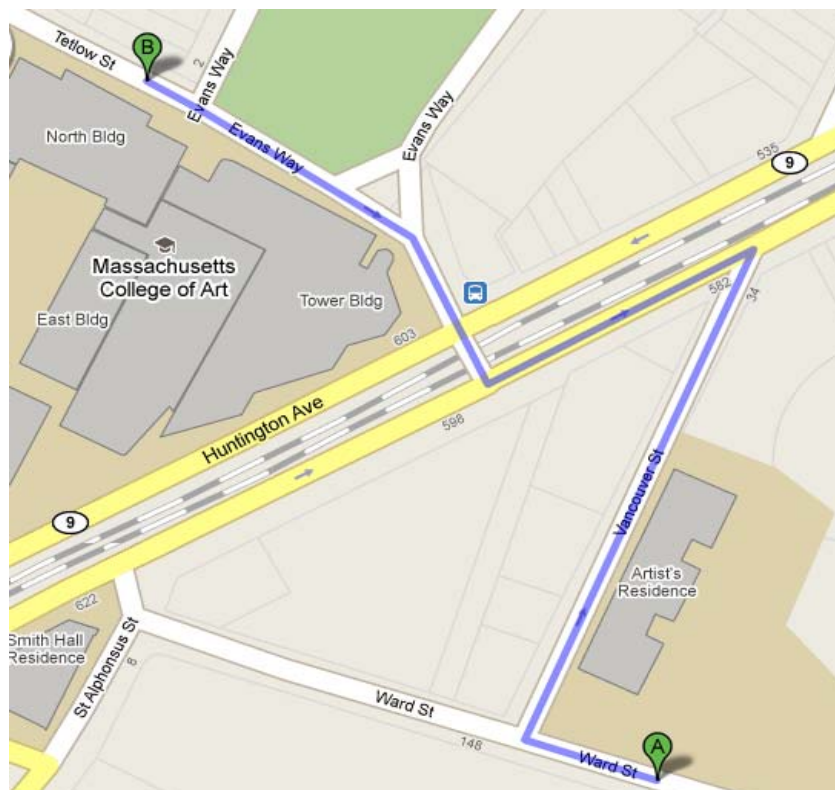 Tetlow St
B
2
Evans Way
Evans Way
Evans Way
North Bldg
535
9
Massachusetts
College of Art
Tower Bldg
East Bldg
603
582
34
Huntington Ave
598
Vancouver St
9
Artist's
Residence
622
Smith Hall
Residence
St Alphonsus St
8
Ward St
148
Ward St
A